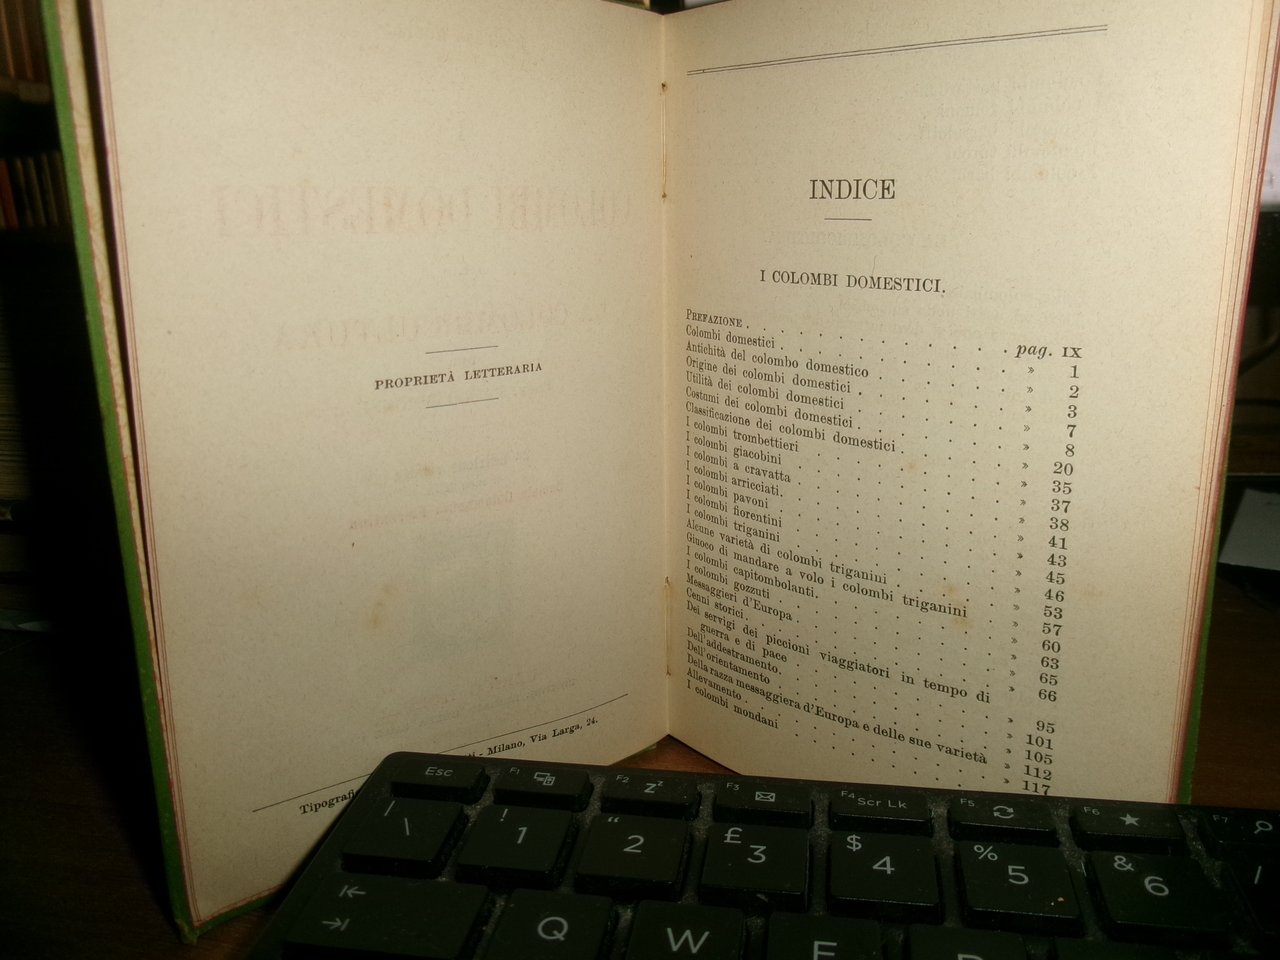 PROPRIETÀ LETTERARIA
Milano, Via Larga, 24.
INDICE
I COLOMBI DOMESTICI.
PREFAZIONE . . . . . . . . . . . pag. IX
Colombi domestici . . . . . . . . . » 1
Antichità del colombo domestico . . . . . » 2
Origine dei colombi domestici . . . . . . » 3
Utilità dei colombi domestici . . . . . . » 7
Costumi dei colombi domestici . . . . . . » 8
Classificazione dei colombi domestici . . . . » 20
I colombi trombettieri . . . . . . . . » 35
I colombi giacobini . . . . . . . . . » 37
I colombi a cravatta . . . . . . . . . » 38
I colombi arricciati . . . . . . . . . » 41
I colombi pavoni . . . . . . . . . . » 43
I colombi fiorentini . . . . . . . . . » 45
I colombi triganini . . . . . . . . . » 46
Alcune varietà di colombi triganini . . . . . » 53
Giuoco di mandare a volo i colombi triganini » 57
I colombi capitombolanti . . . . . . . . » 60
I colombi gozzuti . . . . . . . . . . » 63
Messaggieri d'Europa . . . . . . . . . » 65
Cenni storici . . . . . . . . . . . » 66
Dei servigi dei piccioni viaggiatori in tempo di
guerra e di pace . . . . . . . . . » 95
Dell'addestramento . . . . . . . . . » 101
Dell'orientamento . . . . . . . . . . » 105
Della razza messaggiera d'Europa e delle sue varietà » 112
Allevamento . . . . . . . . . . . » 117
I colombi mondani
Esc
F1
F2
zᶻ
F3
F4
Scr Lk
F5
F6
F7
| \
! 1
" 2
£ 3
$ 4
% 5
& 6
Q
W